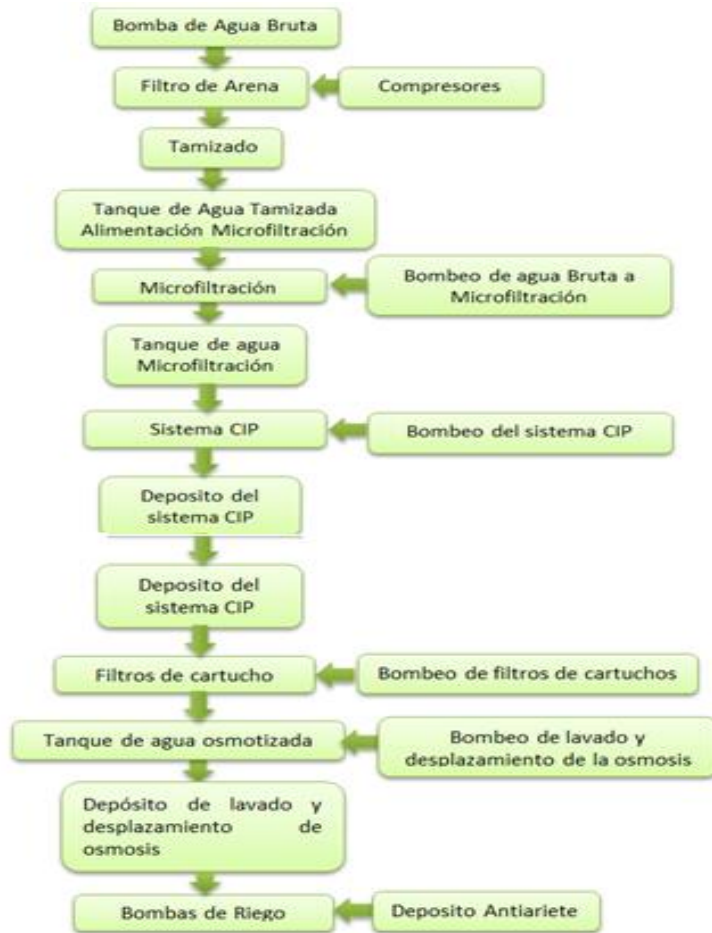 Bomba de Agua Bruta
Filtro de Arena
Compresores
Tamizado
Tanque de Agua Tamizada
Alimentación Microfiltración
Microfiltración
Bombeo de agua Bruta a
Microfiltración
Tanque de agua
Microfiltración
Sistema CIP
Bombeo del sistema CIP
Deposito del
sistema CIP
Deposito del
sistema CIP
Filtros de cartucho
Bombeo de filtros de cartuchos
Tanque de agua osmotizada
Bombeo de lavado y
desplazamiento de la osmosis
Depósito de lavado y
desplazamiento de
osmosis
Bombas de Riego
Deposito Antiariete